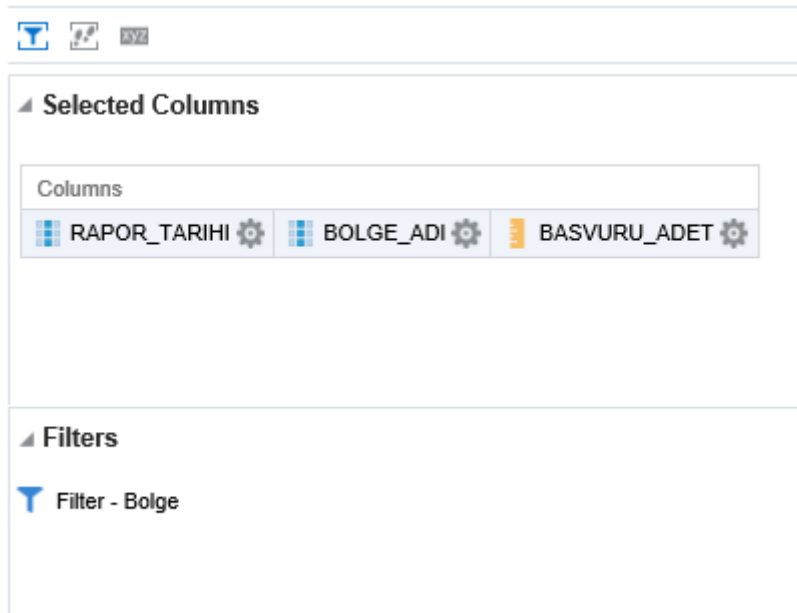 xyz
Selected Columns
Columns
RAPOR_TARIHI BOLGE_ADI BASVURU_ADET
Filters
Filter - Bolge